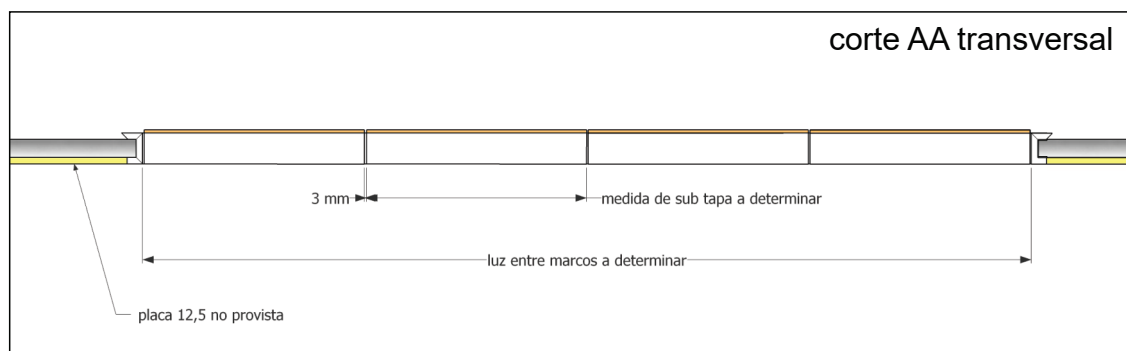 corte AA transversal
3 mm
medida de sub tapa a determinar
luz entre marcos a determinar
placa 12,5 no provista